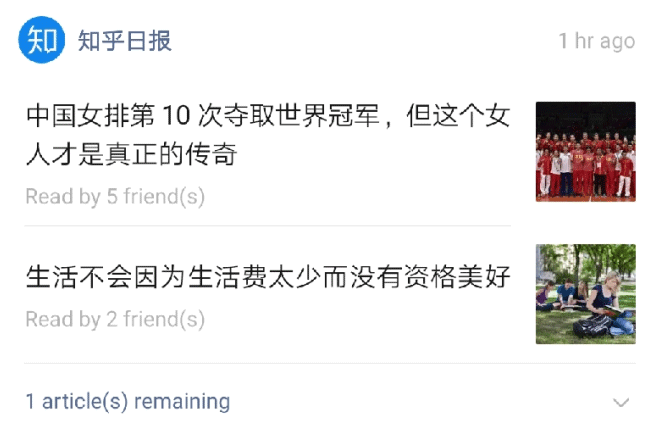 知 知乎日报 1 hr ago
中国女排第 10 次夺取世界冠军，但这个女
人才是真正的传奇
Read by 5 friend(s)
生活不会因为生活费太少而没有资格美好
Read by 2 friend(s)
1 article(s) remaining